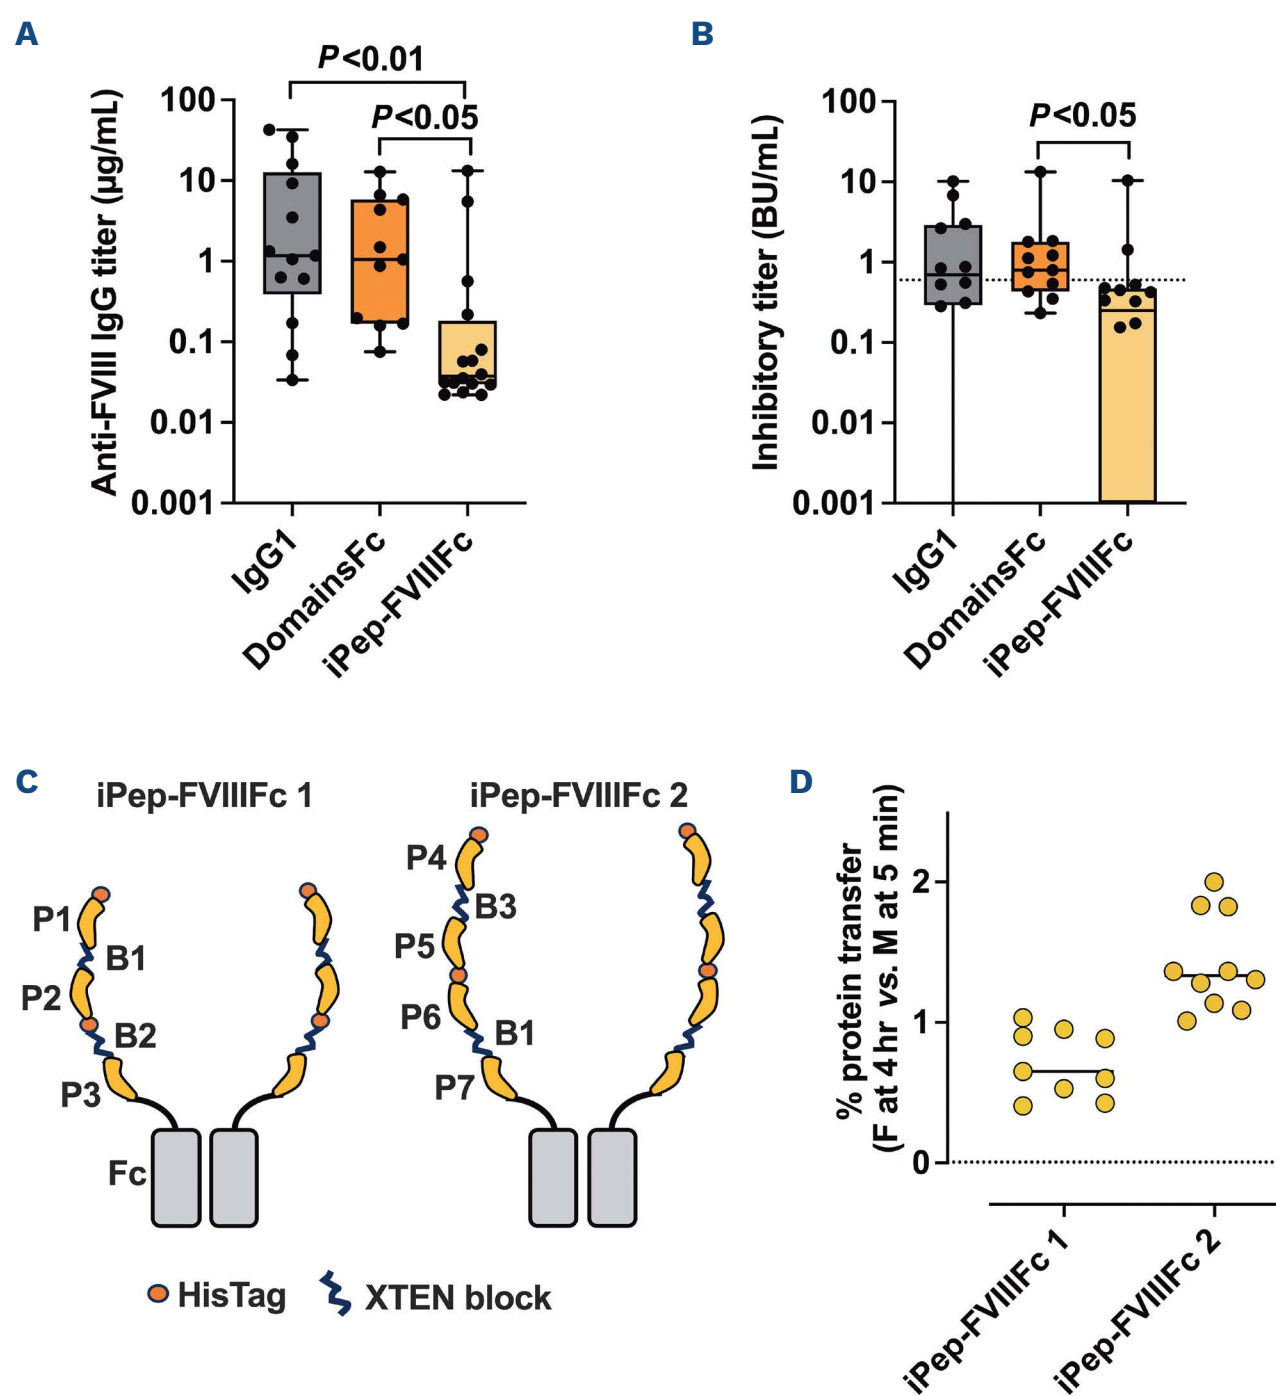 A
P<0.01
P<0.05
Anti-FVIII IgG titer (µg/mL)
100
10
1
0.1
0.01
0.001
IgG1
DomainsFc
iPep-FVIIIFc
B
P<0.05
Inhibitory titer (BU/mL)
100
10
1
0.1
0.01
0.001
IgG1
DomainsFc
iPep-FVIIIFc
C
iPep-FVIIIFc 1
P1
B1
P2
B2
P3
Fc
iPep-FVIIIFc 2
P4
B3
P5
P6
B1
P7
HisTag
XTEN block
D
% protein transfer
(F at 4 hr vs. M at 5 min)
2
1
0
iPep-FVIIIFc 1
iPep-FVIIIFc 2